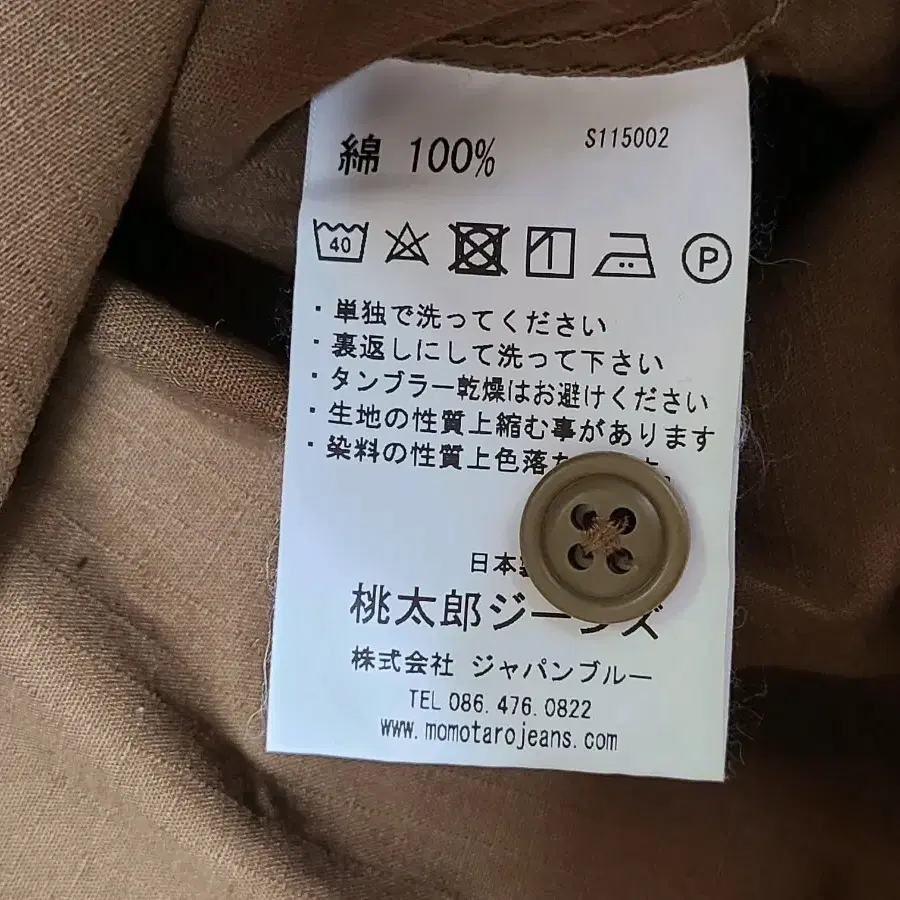 綿 100%
S115002
40
P
・単独で洗ってください
・裏返しにして洗って下さい
・タンブラー乾燥はお避けください
・生地の性質上縮む事があります
・染料の性質上色落
日本
桃太郎ジーンズ
株式会社 ジャパンブルー
TEL 086.476.0822
www.momotarojeans.com